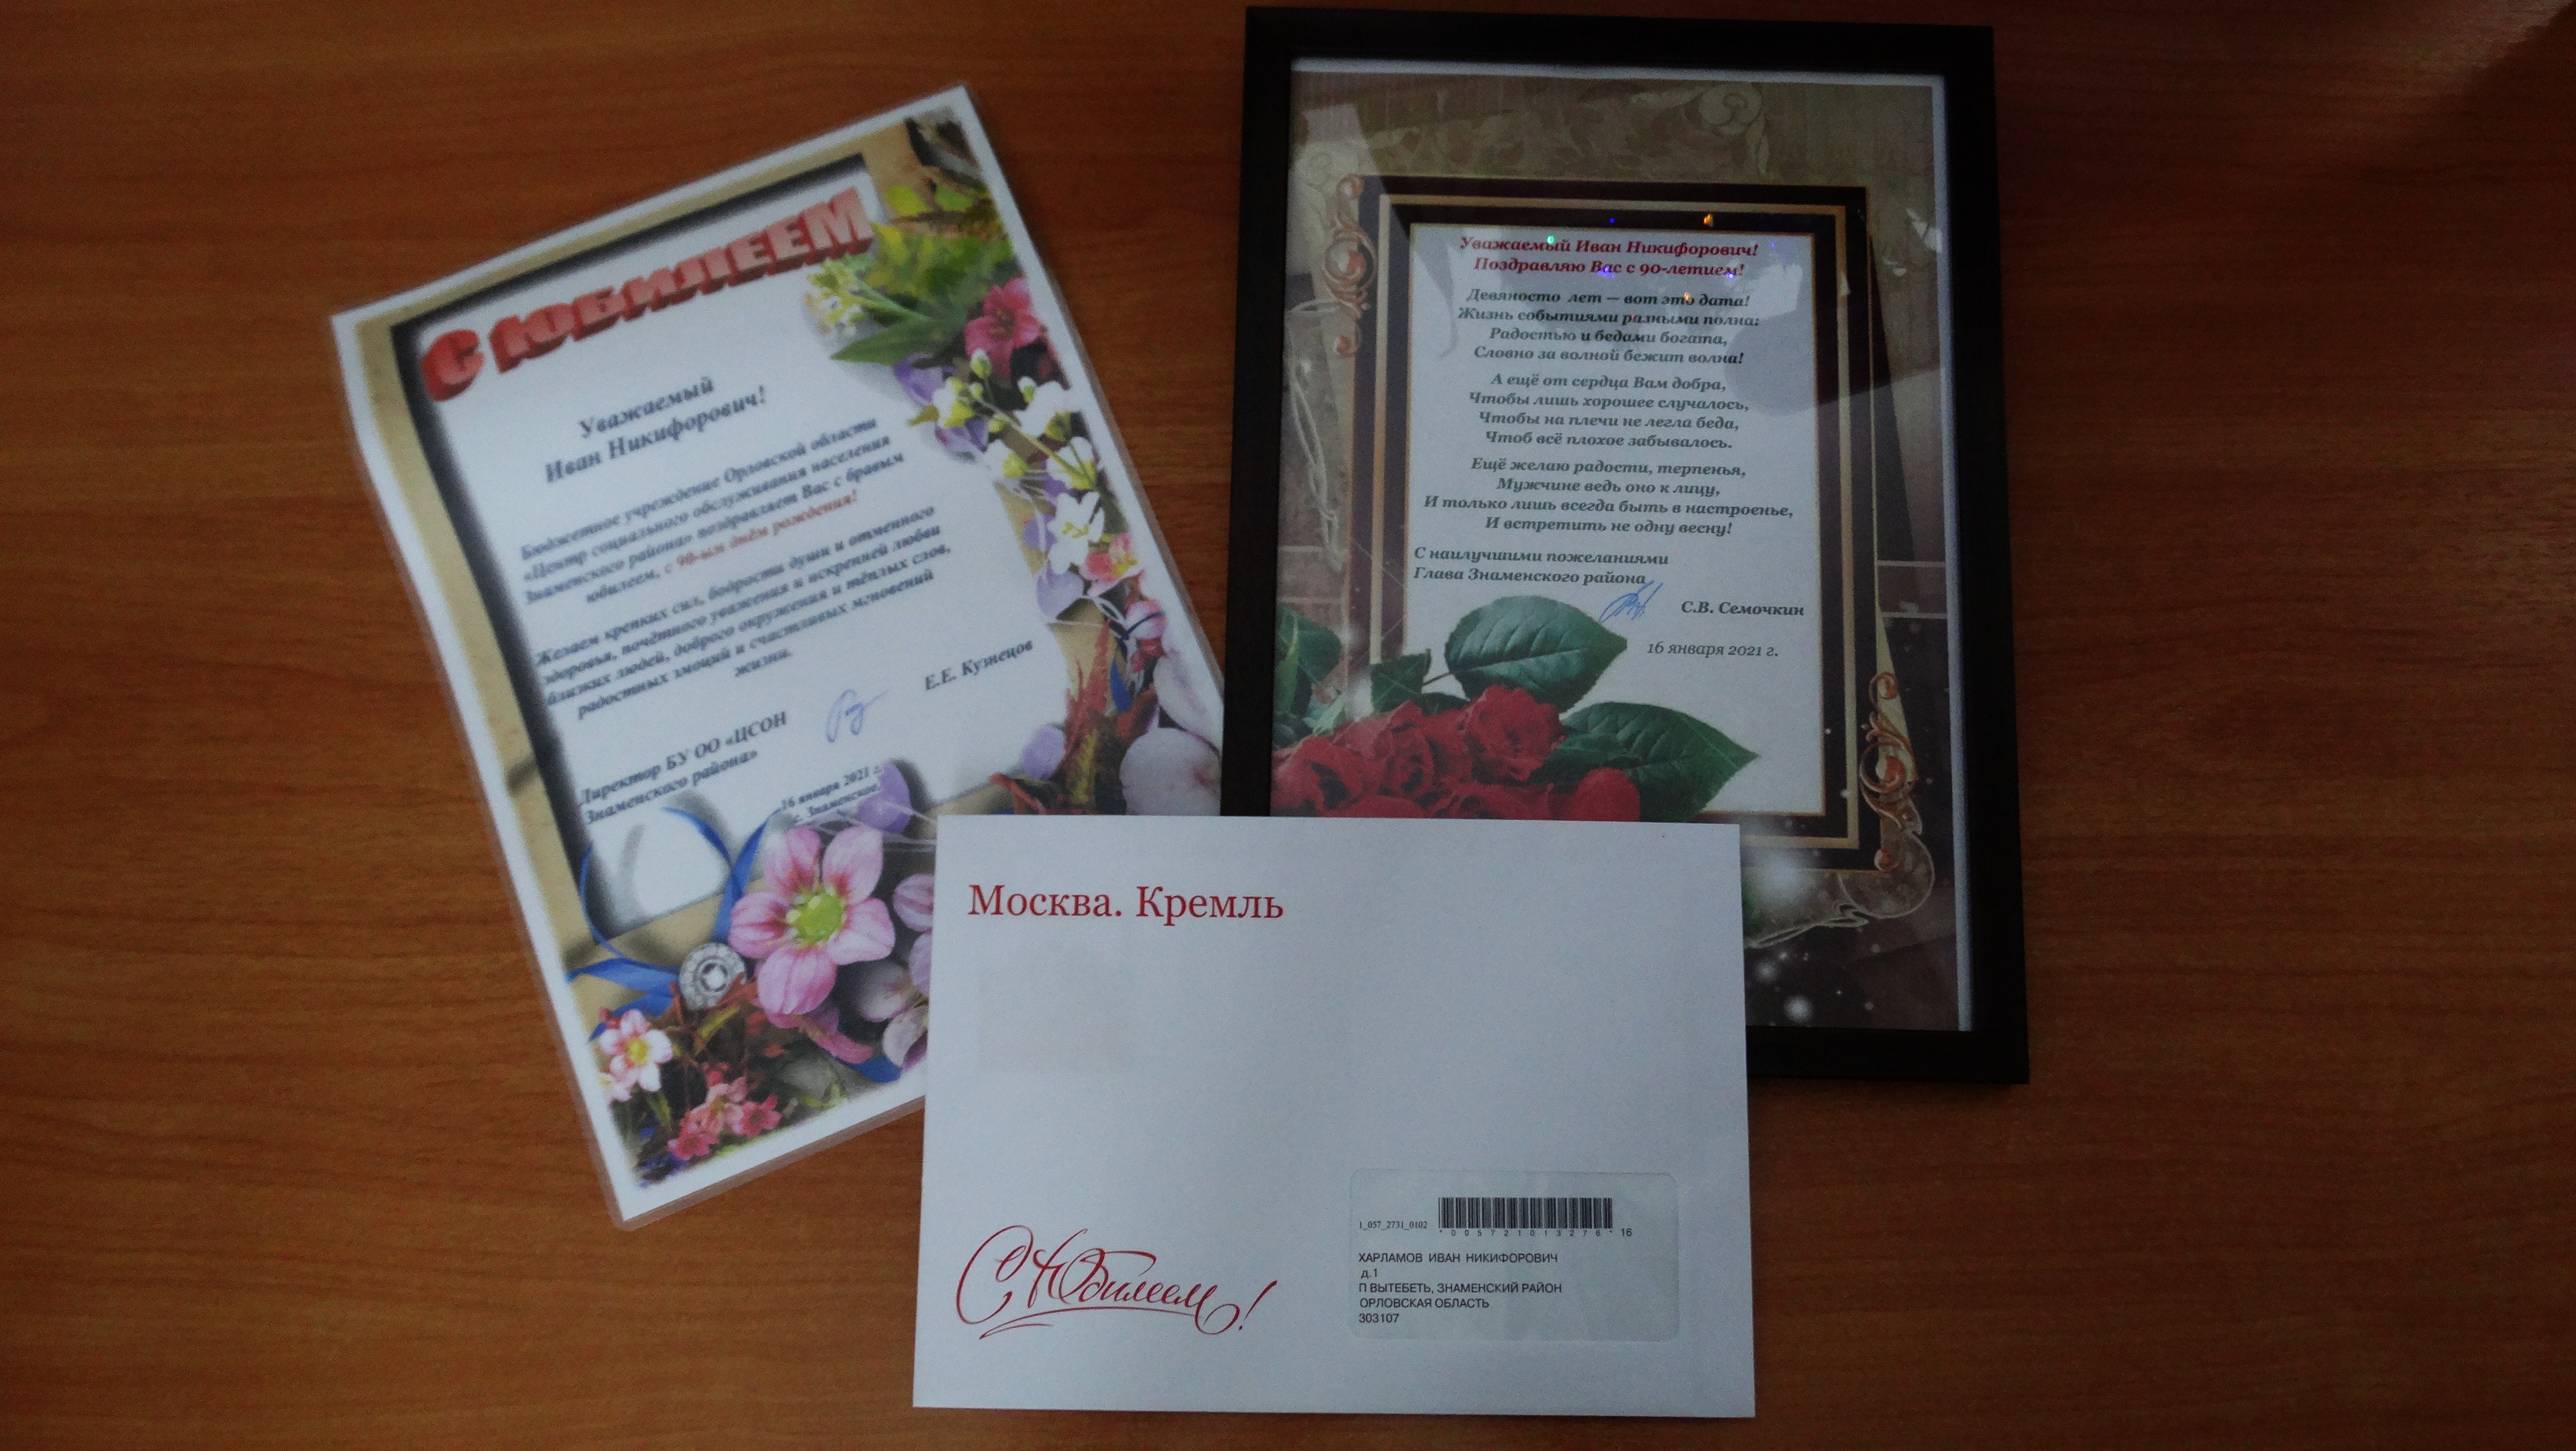 С ЮБИЛЕЕМ
Уважаемый
Иван Никифорович!
Бюджетное учреждение Орловской области
«Центр социального обслуживания населения
Знаменского района» поздравляет Вас с бравым
юбилеем, с 90-ым днём рождения!
Желаем крепких сил, бодрости души и отменного
здоровья, почётного уважения и искренней любви
близких людей, доброго окружения и тёплых слов,
радостных эмоций и счастливых мгновений
жизни.
Директор БУ ОО «ЦСОН
Знаменского района»
Е.Е. Кузнецов
16 января 2021 г.
с. Знаменское
Уважаемый Иван Никифорович!
Поздравляю Вас с 90-летием!
Девяносто лет — вот это дата!
Жизнь событиями разными полна:
Радостью и бедами богата,
Словно за волной бежит волна!
А ещё от сердца Вам добра,
Чтобы лишь хорошее случалось,
Чтобы на плечи не легла беда,
Чтоб всё плохое забывалось.
Ещё желаю радости, терпенья,
Мужчине ведь оно к лицу,
И только лишь всегда быть в настроенье,
И встретить не одну весну!
С наилучшими пожеланиями
Глава Знаменского района
С.В. Семочкин
16 января 2021 г.
Москва. Кремль
С Юбилеем!
1_057_2731_0102
*005721013276* 16
ХАРЛАМОВ ИВАН НИКИФОРОВИЧ
д.1
П ВЫТЕБЕТЬ, ЗНАМЕНСКИЙ РАЙОН
ОРЛОВСКАЯ ОБЛАСТЬ
303107